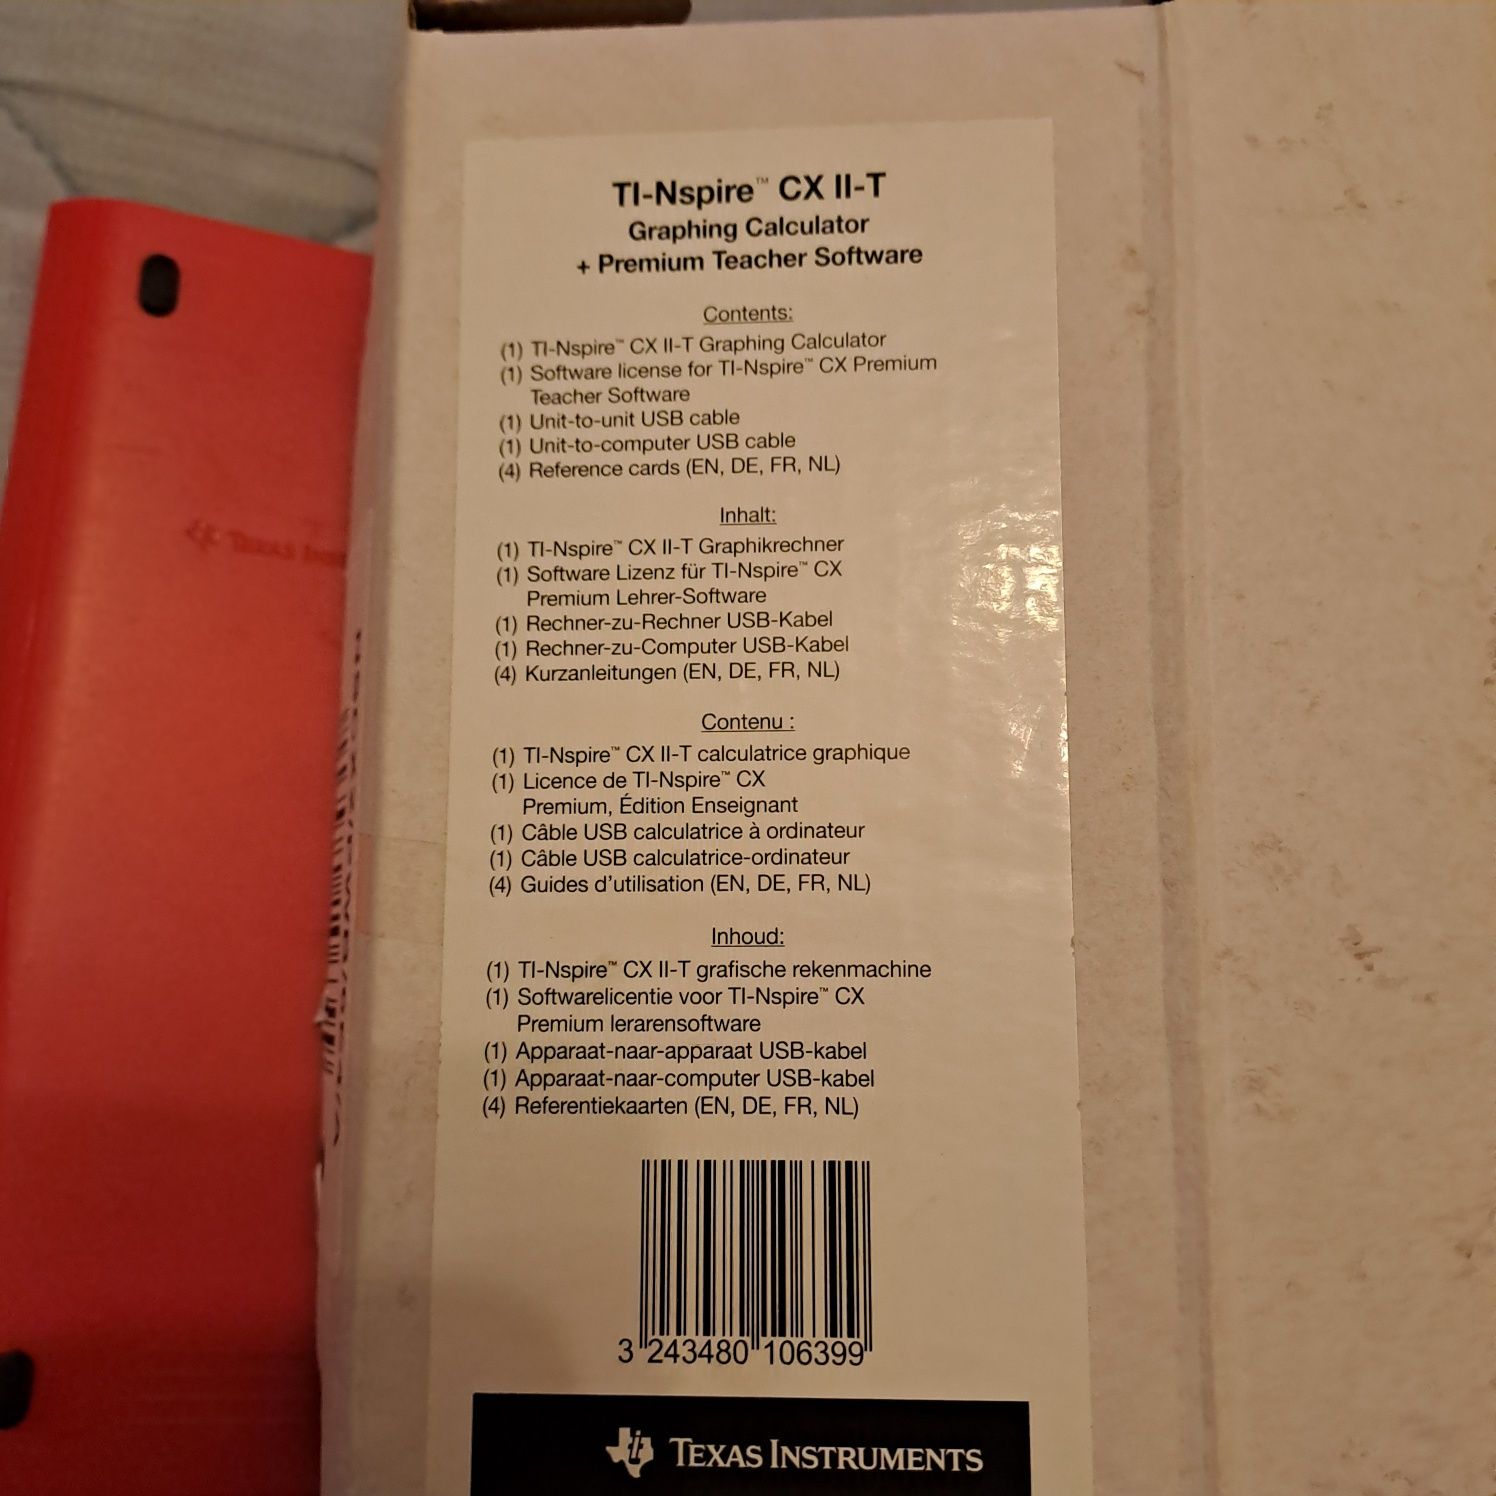 TI-Nspire™ CX II-T
Graphing Calculator
+ Premium Teacher Software
Contents:
(1) TI-Nspire™ CX II-T Graphing Calculator
(1) Software license for TI-Nspire™ CX Premium
Teacher Software
(1) Unit-to-unit USB cable
(1) Unit-to-computer USB cable
(4) Reference cards (EN, DE, FR, NL)
Inhalt:
(1) TI-Nspire™ CX II-T Graphikrechner
(1) Software Lizenz für TI-Nspire™ CX
Premium Lehrer-Software
(1) Rechner-zu-Rechner USB-Kabel
(1) Rechner-zu-Computer USB-Kabel
(4) Kurzanleitungen (EN, DE, FR, NL)
Contenu :
(1) TI-Nspire™ CX II-T calculatrice graphique
(1) Licence de TI-Nspire™ CX
Premium, Édition Enseignant
(1) Câble USB calculatrice à ordinateur
(1) Câble USB calculatrice-ordinateur
(4) Guides d'utilisation (EN, DE, FR, NL)
Inhoud:
(1) TI-Nspire™ CX II-T grafische rekenmachine
(1) Softwarelicentie voor TI-Nspire™ CX
Premium lerarensoftware
(1) Apparaat-naar-apparaat USB-kabel
(1) Apparaat-naar-computer USB-kabel
(4) Referentiekaarten (EN, DE, FR, NL)
3 243480 106399
TEXAS INSTRUMENTS
TEXAS